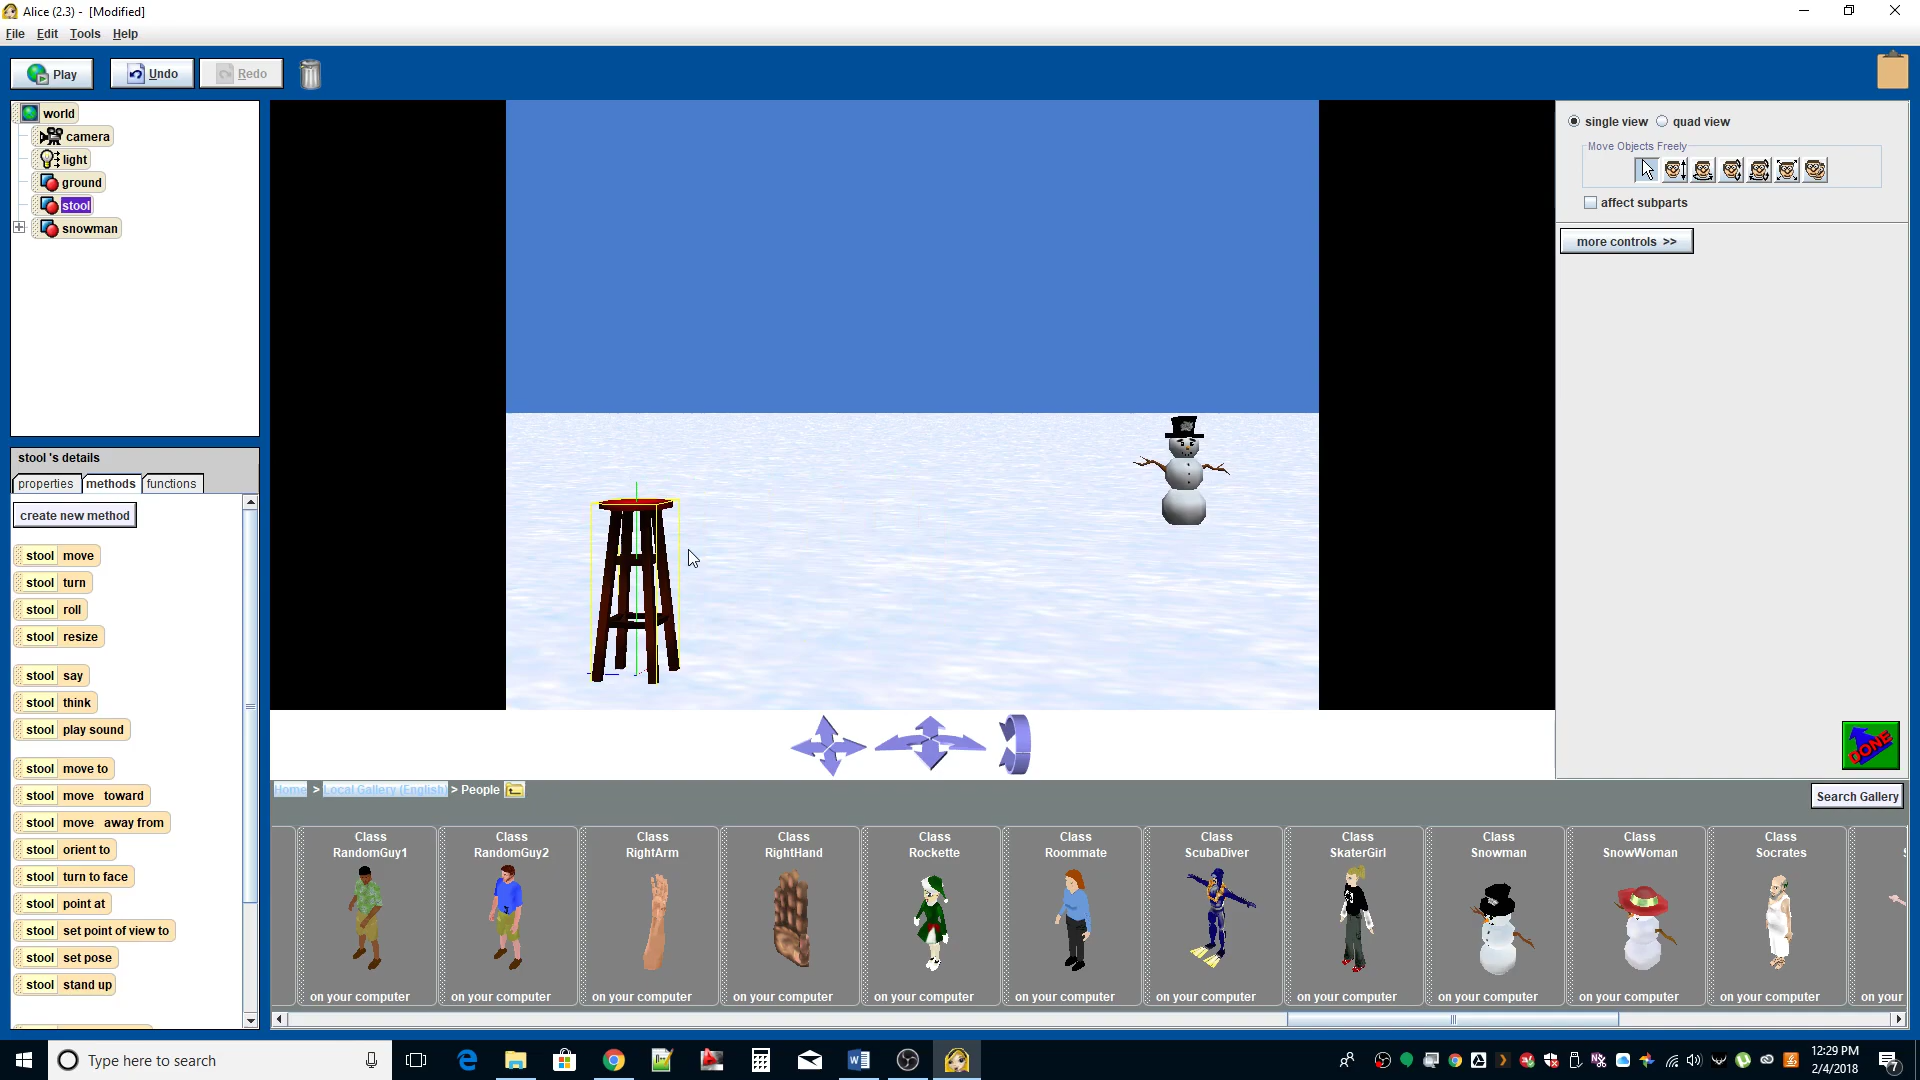 Alice (2.3) - [Modified]
File Edit Tools Help
Play Undo Redo
world
camera
light
ground
stool
snowman
stool 's details
properties methods functions
create new method
stool move
stool turn
stool roll
stool resize
stool say
stool think
stool play sound
stool move to
stool move toward
stool move away from
stool orient to
stool turn to face
stool point at
stool set point of view to
stool set pose
stool stand up
single view quad view
Move Objects Freely
affect subparts
more controls >>
DONE
Home > Local Gallery (English) > People
Search Gallery
Class RandomGuy1
on your computer
Class RandomGuy2
on your computer
Class RightArm
on your computer
Class RightHand
on your computer
Class Rockette
on your computer
Class Roommate
on your computer
Class ScubaDiver
on your computer
Class SkaterGirl
on your computer
Class Snowman
on your computer
Class SnowWoman
on your computer
Class Socrates
on your computer
on your
Type here to search
12:29 PM
2/4/2018
7